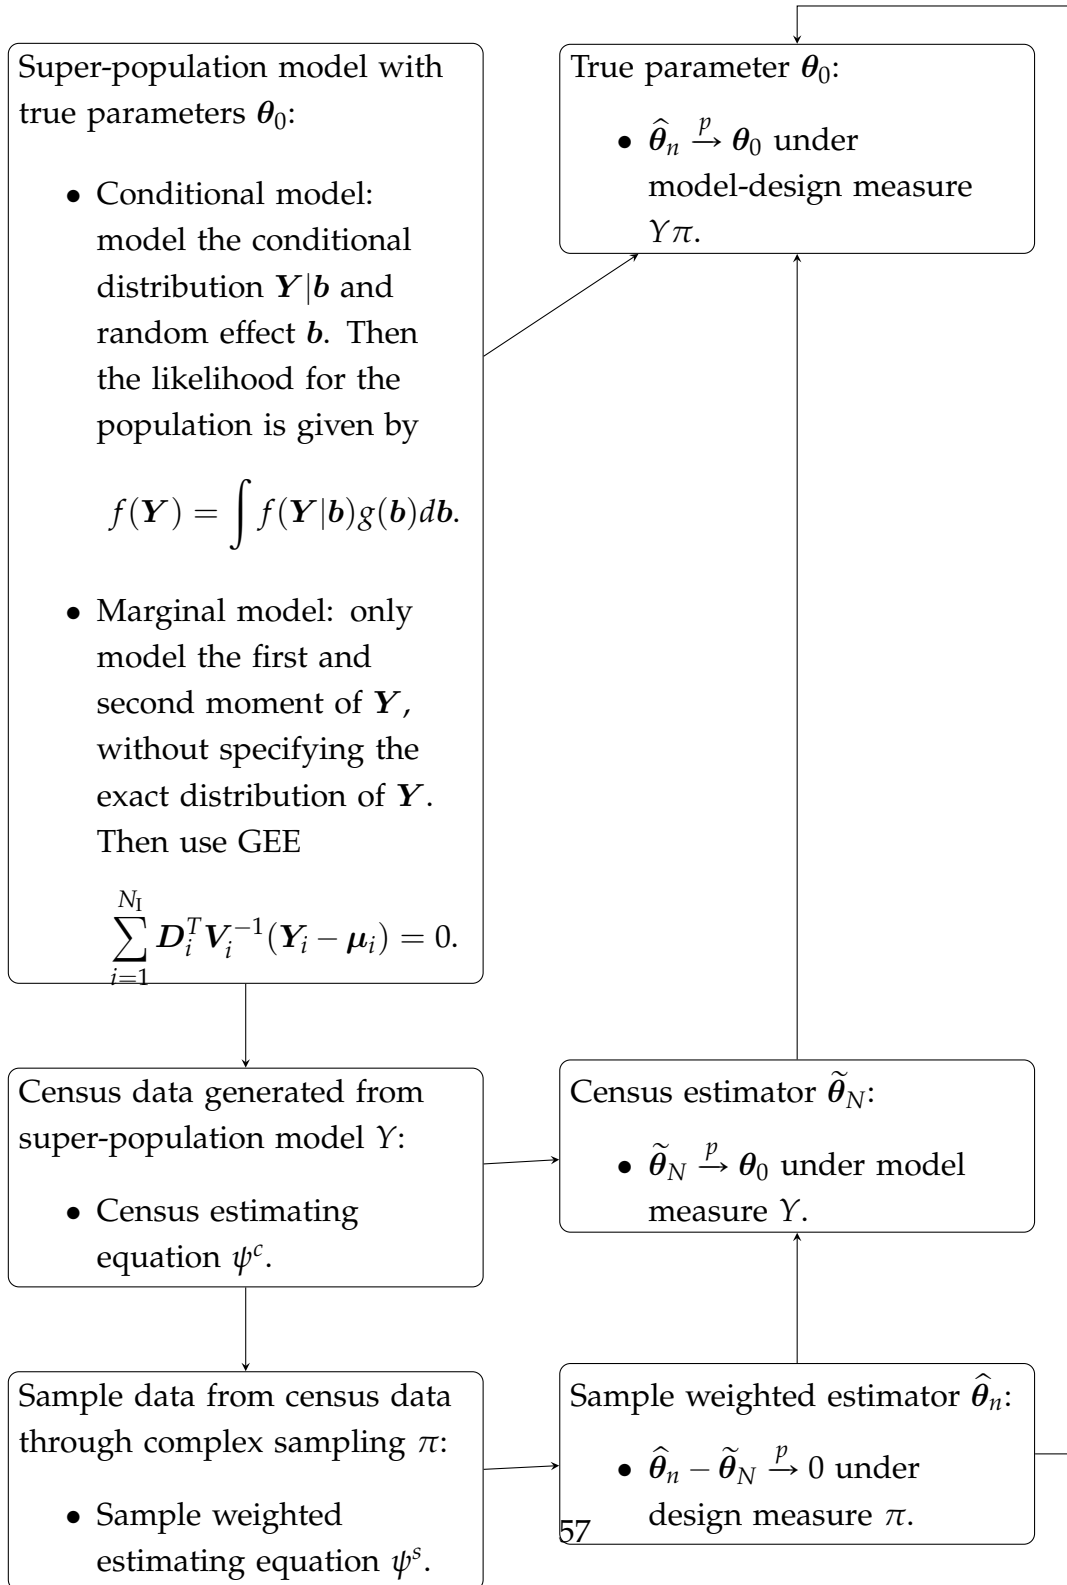 Super-population model with
true parameters θ₀:
• Conditional model:
model the conditional
distribution Y|b and
random effect b. Then
the likelihood for the
population is given by
f(Y) = ∫ f(Y|b)g(b)db.
• Marginal model: only
model the first and
second moment of Y,
without specifying the
exact distribution of Y.
Then use GEE
∑_{i=1}^{N_I} D_i^T V_i^{-1}(Y_i − μ_i) = 0.
True parameter θ₀:
• θ̂_n →^p θ₀ under
model-design measure
Yπ.
Census data generated from
super-population model Y:
• Census estimating
equation ψ^c.
Census estimator θ̃_N:
• θ̃_N →^p θ₀ under model
measure Y.
Sample data from census data
through complex sampling π:
• Sample weighted
estimating equation ψ^s.
Sample weighted estimator θ̂_n:
• θ̂_n − θ̃_N →^p 0 under
design measure π.
57